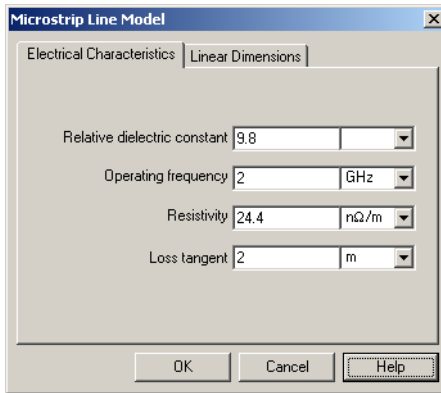 Microstrip Line Model
Electrical Characteristics Linear Dimensions
Relative dielectric constant 9.8
Operating frequency 2 GHz
Resistivity 24.4 nΩ/m
Loss tangent 2 m
OK Cancel Help